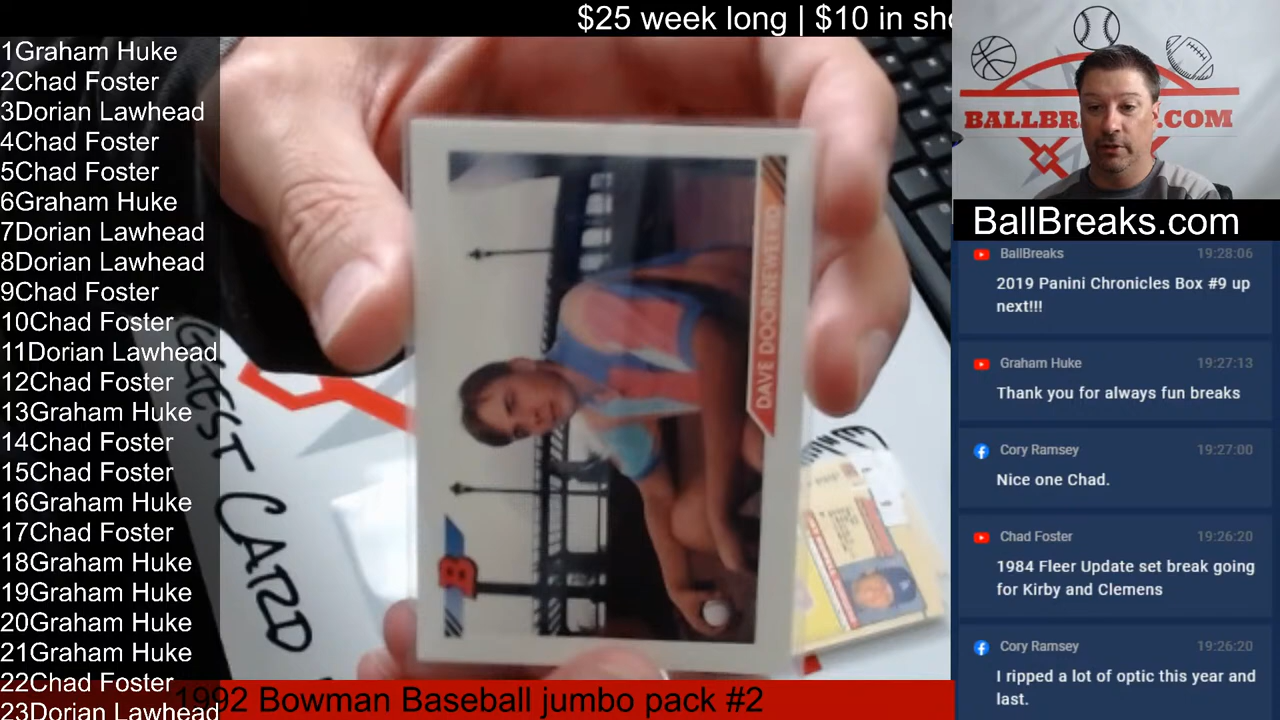 $25 week long | $10 in sho
1Graham Huke
2Chad Foster
3Dorian Lawhead
4Chad Foster
5Chad Foster
6Graham Huke
7Dorian Lawhead
8Dorian Lawhead
9Chad Foster
10Chad Foster
11Dorian Lawhead
12Chad Foster
13Graham Huke
14Chad Foster
15Chad Foster
16Graham Huke
17Chad Foster
18Graham Huke
19Graham Huke
20Graham Huke
21Graham Huke
22Chad Foster
23Dorian Lawhead
DAVE DOORNEWEERD
B
GEST CARD
1992 Bowman Baseball jumbo pack #2
BALLBR .COM
BallBreaks.com
BallBreaks 19:28:06
2019 Panini Chronicles Box #9 up
next!!!
Graham Huke 19:27:13
Thank you for always fun breaks
Cory Ramsey 19:27:00
Nice one Chad.
Chad Foster 19:26:20
1984 Fleer Update set break going
for Kirby and Clemens
Cory Ramsey 19:26:20
I ripped a lot of optic this year and
last.